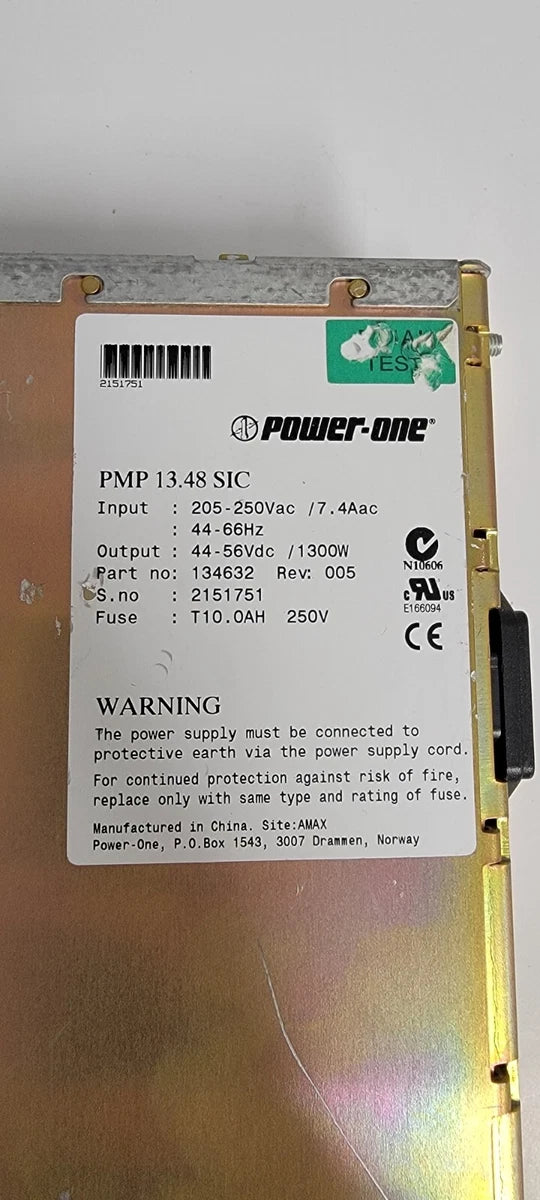 2151751
TEST
POWER-ONE®
PMP 13.48 SIC
Input : 205-250Vac /7.4Aac
: 44-66Hz
Output : 44-56Vdc /1300W
Part no: 134632 Rev: 005
S.no : 2151751
Fuse : T10.0AH 250V
N10606
c RU US
E166094
CE
WARNING
The power supply must be connected to
protective earth via the power supply cord.
For continued protection against risk of fire,
replace only with same type and rating of fuse.
Manufactured in China. Site:AMAX
Power-One, P.O.Box 1543, 3007 Drammen, Norway